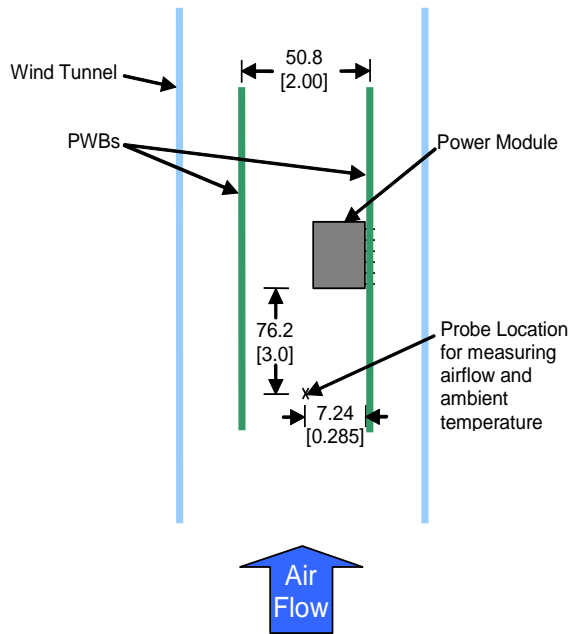 50.8
[2.00]
Wind Tunnel
PWBs
Power Module
76.2
[3.0]
Probe Location
for measuring
airflow and
ambient
temperature
x
7.24
[0.285]
Air
Flow